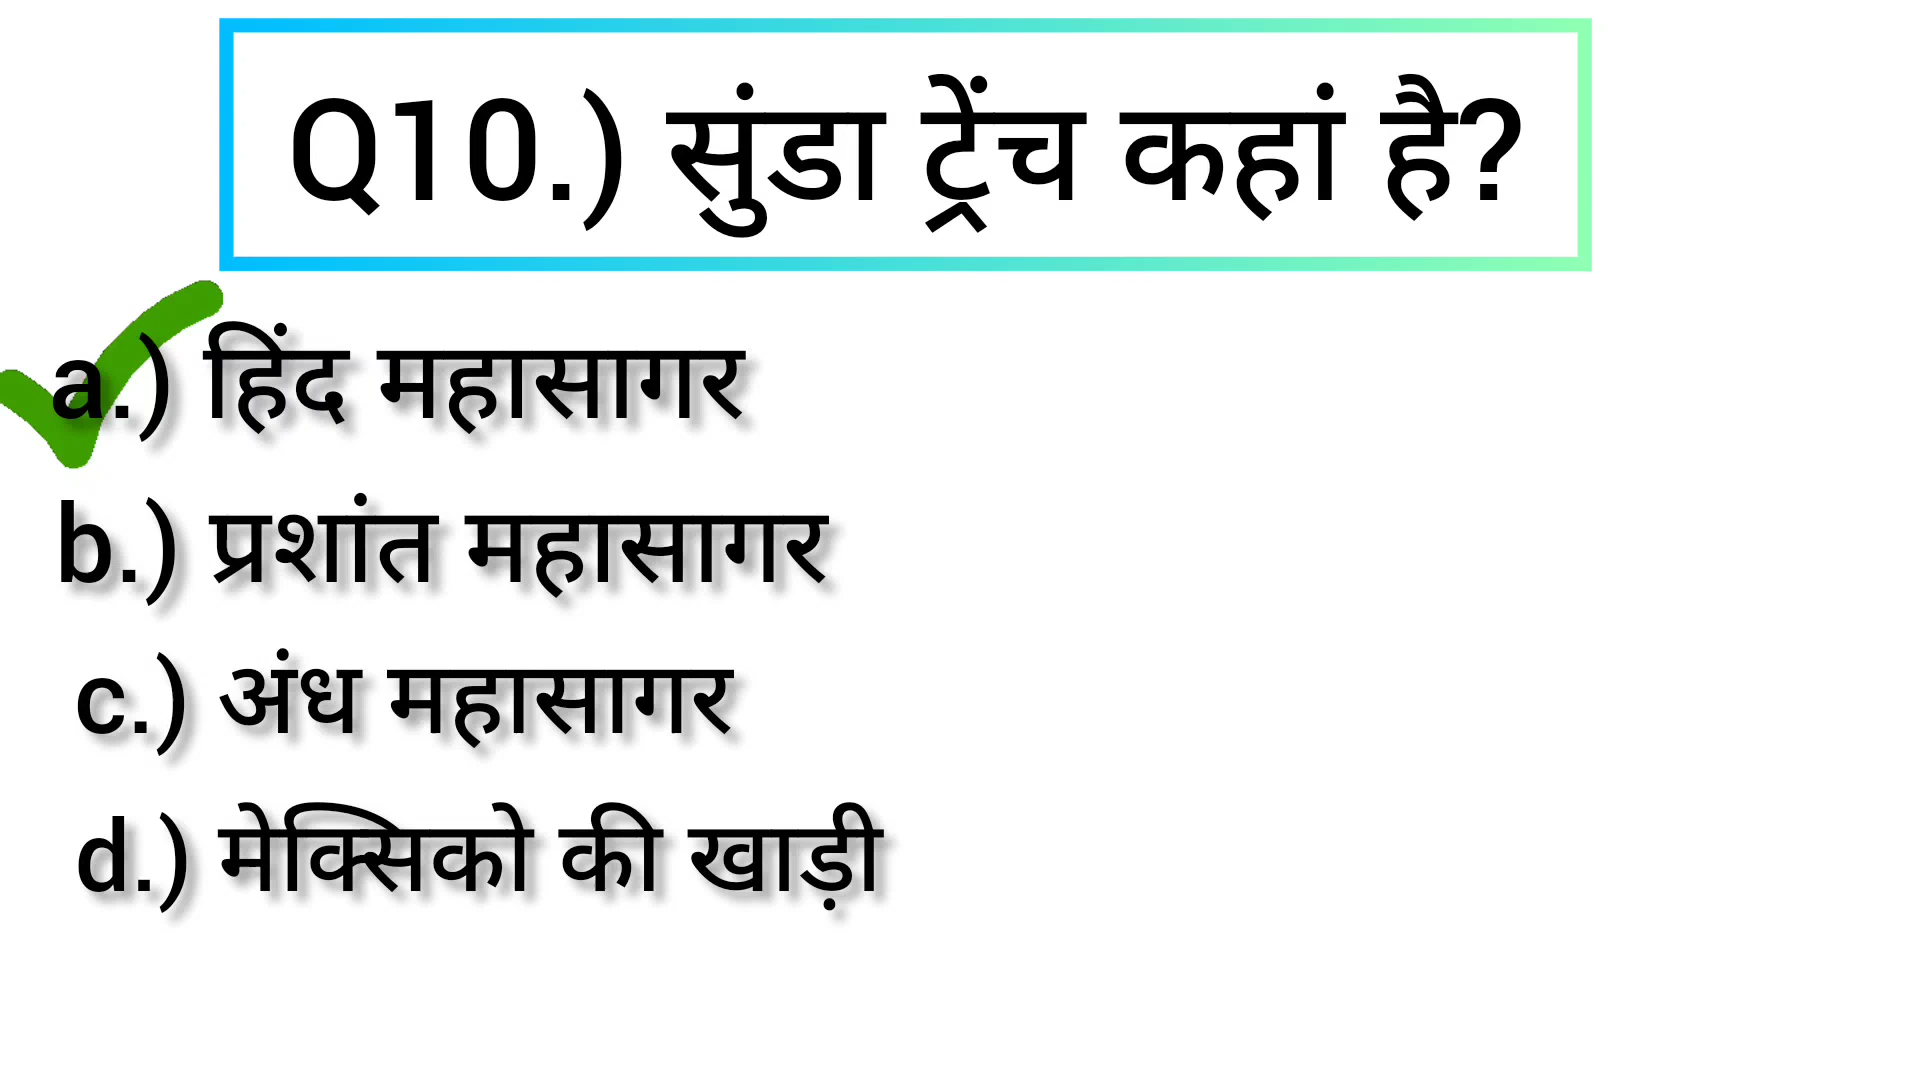 Q10.) सुंडा ट्रेंच कहां है?
a.) हिंद महासागर
b.) प्रशांत महासागर
c.) अंध महासागर
d.) मेक्सिको की खाड़ी